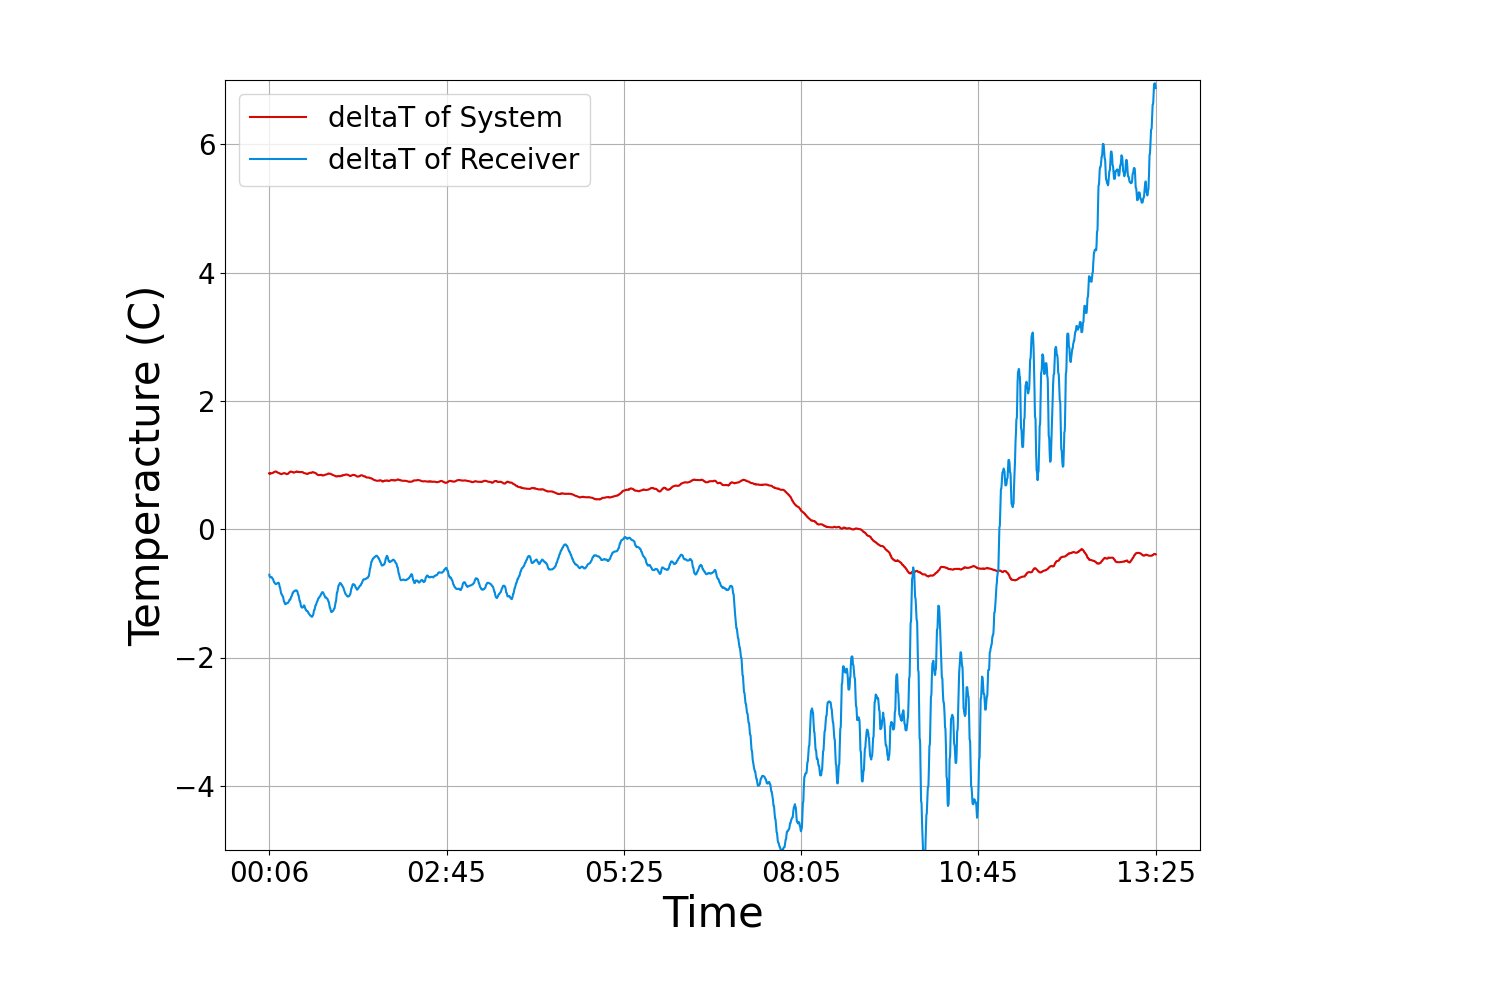 deltaT of System
deltaT of Receiver
6
4
2
0
−2
−4
Temperacture (C)
00:06 02:45 05:25 08:05 10:45 13:25
Time